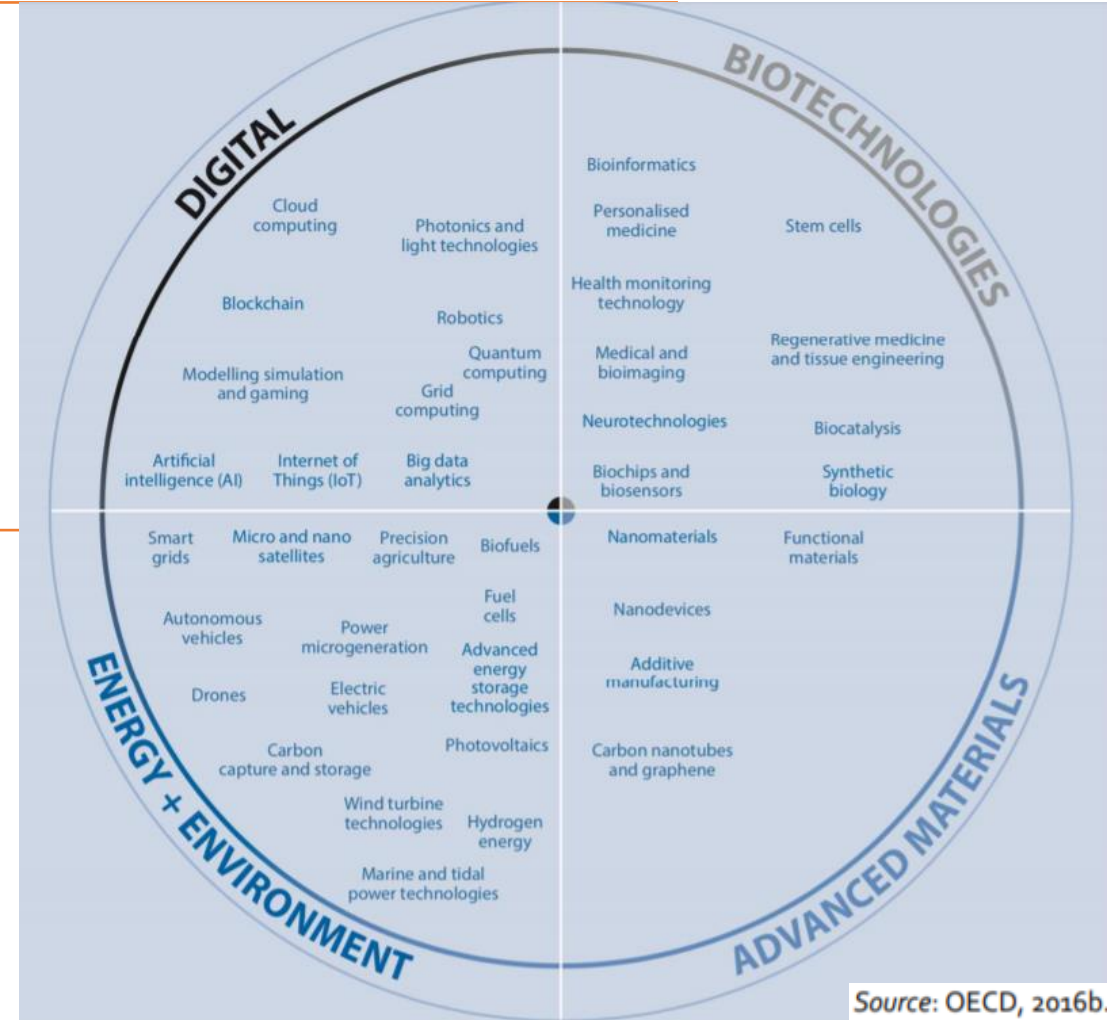 DIGITAL
Cloud
computing
Photonics and
light technologies
Blockchain
Robotics
Quantum
computing
Modelling simulation
and gaming
Grid
computing
Artificial
intelligence (AI)
Internet of
Things (IoT)
Big data
analytics
BIOTECHNOLOGIES
Bioinformatics
Personalised
medicine
Stem cells
Health monitoring
technology
Regenerative medicine
and tissue engineering
Medical and
bioimaging
Neurotechnologies
Biocatalysis
Biochips and
biosensors
Synthetic
biology
ENERGY + ENVIRONMENT
Smart
grids
Micro and nano
satellites
Precision
agriculture
Biofuels
Fuel
cells
Autonomous
vehicles
Power
microgeneration
Advanced
energy
storage
technologies
Drones
Electric
vehicles
Photovoltaics
Carbon
capture and storage
Wind turbine
technologies
Hydrogen
energy
Marine and tidal
power technologies
ADVANCED MATERIALS
Nanomaterials
Functional
materials
Nanodevices
Additive
manufacturing
Carbon nanotubes
and graphene
Source: OECD, 2016b.